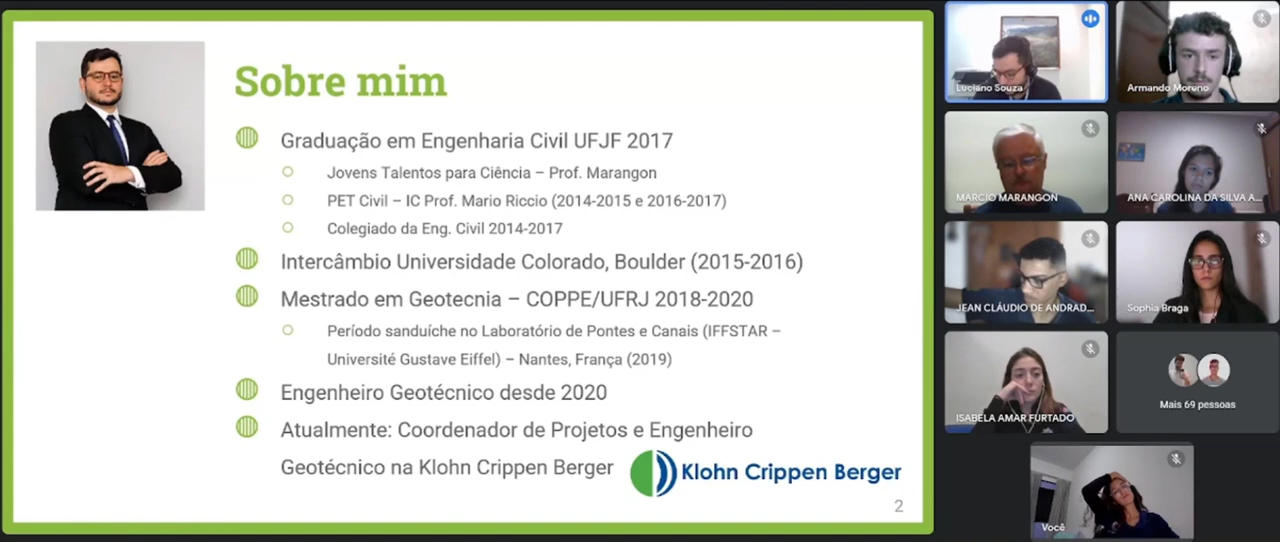 Sobre mim
Graduação em Engenharia Civil UFJF 2017
Jovens Talentos para Ciência – Prof. Marangon
PET Civil – IC Prof. Mario Riccio (2014-2015 e 2016-2017)
Colegiado da Eng. Civil 2014-2017
Intercâmbio Universidade Colorado, Boulder (2015-2016)
Mestrado em Geotecnia – COPPE/UFRJ 2018-2020
Período sanduíche no Laboratório de Pontes e Canais (IFFSTAR –
Université Gustave Eiffel) – Nantes, França (2019)
Engenheiro Geotécnico desde 2020
Atualmente: Coordenador de Projetos e Engenheiro
Geotécnico na Klohn Crippen Berger
Klohn Crippen Berger
2
Luciano Souza
Armando Moreno
MARCIO MARANGON
ANA CAROLINA DA SILVA A...
JEAN CLÁUDIO DE ANDRAD...
Sophia Braga
ISABELA AMAR FURTADO
Mais 69 pessoas
Você